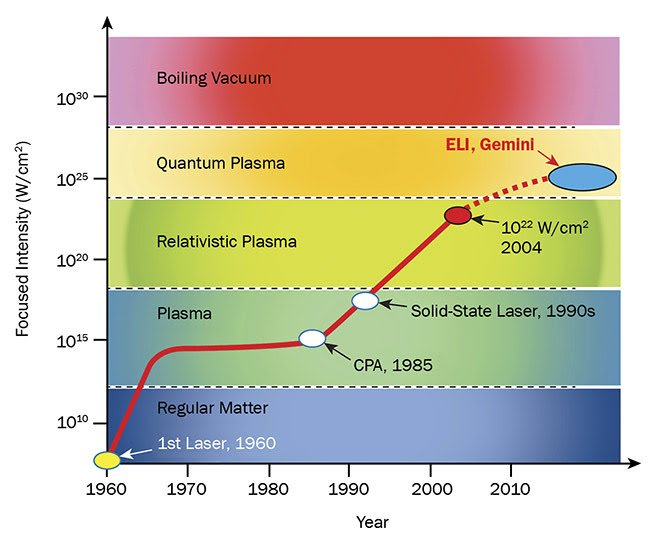 Focused Intensity (W/cm²)
10³⁰
10²⁵
10²⁰
10¹⁵
10¹⁰
Boiling Vacuum
Quantum Plasma
ELI, Gemini
Relativistic Plasma
10²² W/cm²
2004
Plasma
Solid-State Laser, 1990s
CPA, 1985
Regular Matter
1st Laser, 1960
1960 1970 1980 1990 2000 2010
Year